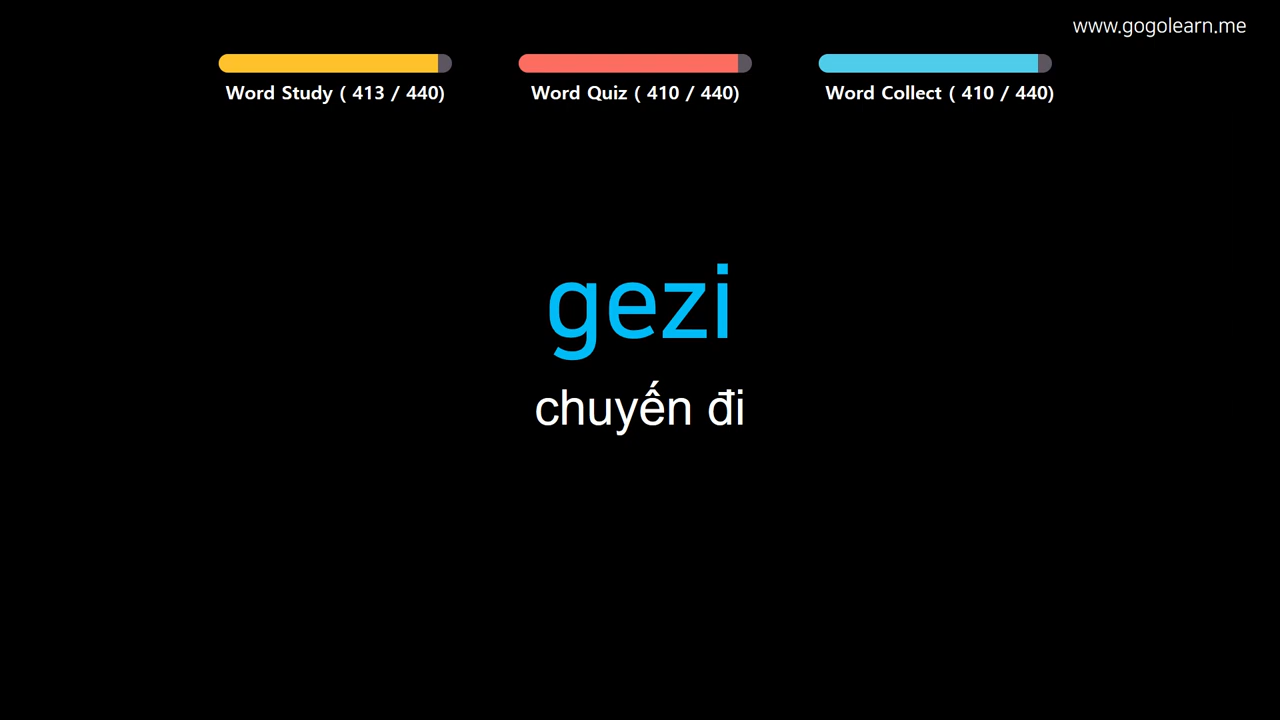 www.gogolearn.me
Word Study ( 413 / 440)
Word Quiz ( 410 / 440)
Word Collect ( 410 / 440)
gezi
chuyến đi